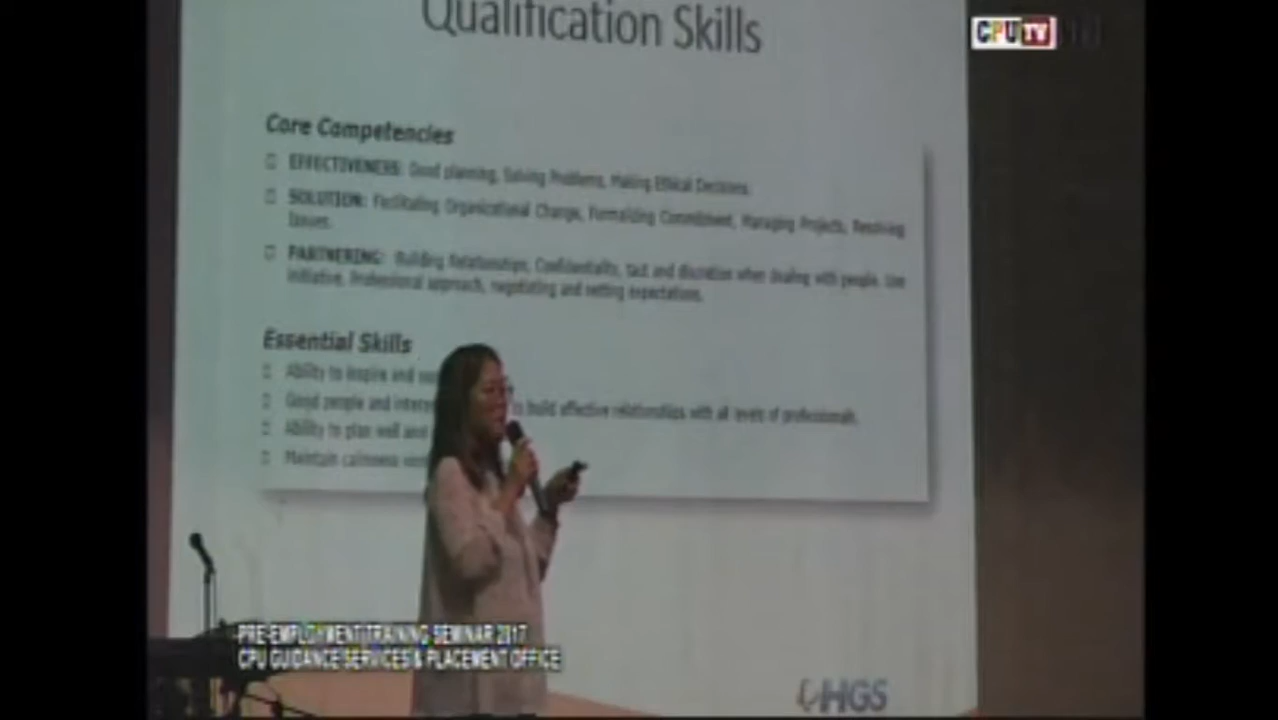 Qualification Skills
CPU TV
Core Competencies
EFFECTIVENESS: Good planning, Solving Problems, Making Ethical Decisions.
SOLUTION: Facilitating Organizational Change, Formalizing Commitment, Managing Projects, Resolving
Issues.
PARTNERING: Building Relationships, Confidentiality, tact and discretion when dealing with people. Use
initiative. Professional approach, negotiating and setting expectations.
Essential Skills
Ability to inspire and
Good people and build effective relationships with all levels of professionals.
Ability to plan well and
Maintain calmness
PRE-EMPLOYMENT TRAINING SEMINAR 2017
CPU GUIDANCE SERVICES & PLACEMENT OFFICE
HGS